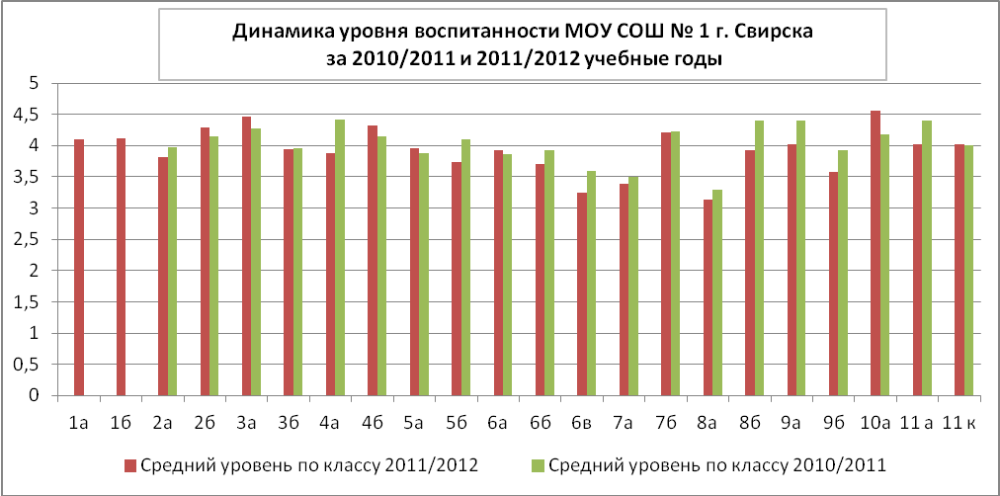 Динамика уровня воспитанности МОУ СОШ № 1 г. Свирска
за 2010/2011 и 2011/2012 учебные годы
5
4,5
4
3,5
3
2,5
2
1,5
1
0,5
0
1а 1б 2а 2б 3а 3б 4а 4б 5а 5б 6а 6б 6в 7а 7б 8а 8б 9а 9б 10а 11 а 11 к
Средний уровень по классу 2011/2012 Средний уровень по классу 2010/2011